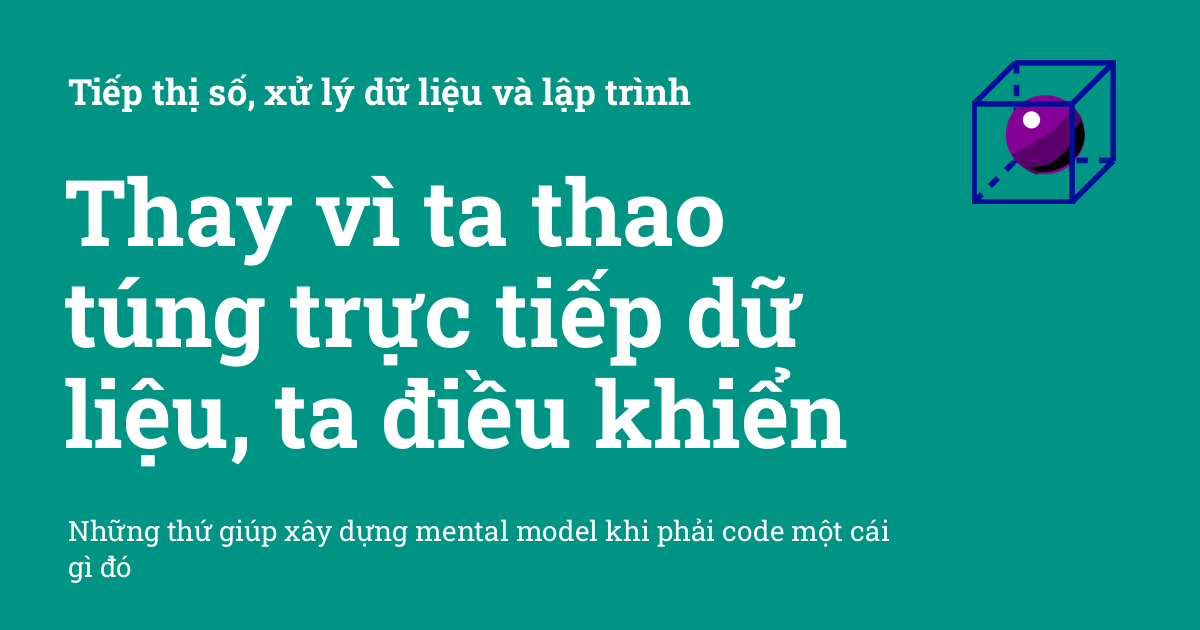 Tiếp thị số, xử lý dữ liệu và lập trình
Thay vì ta thao
túng trực tiếp dữ
liệu, ta điều khiển
Những thứ giúp xây dựng mental model khi phải code một cái
gì đó